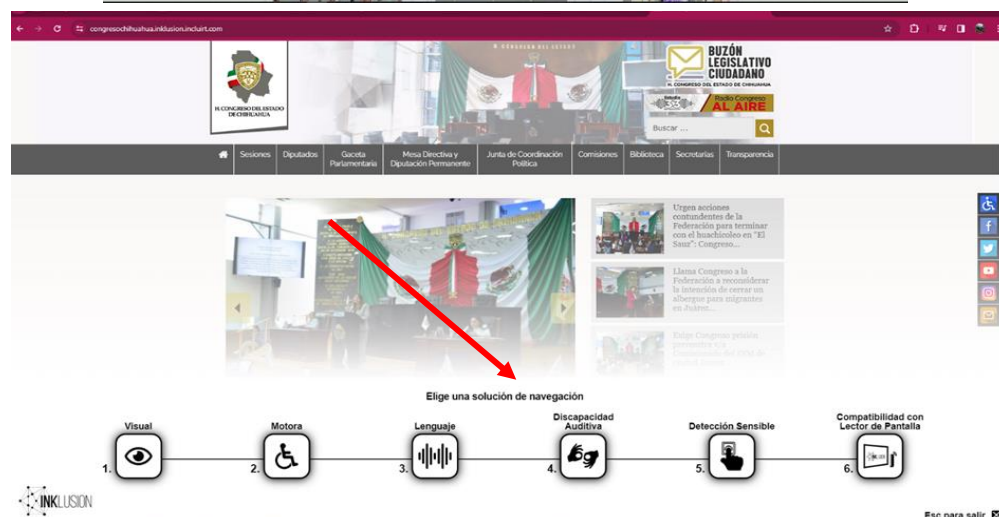 congresochihuahua.inklusion.incluirt.com
H. CONGRESO DEL ESTADO
DE CHIHUAHUA
BUZÓN
LEGISLATIVO
CIUDADANO
H. CONGRESO DEL ESTADO DE CHIHUAHUA
Radio Congreso
AL AIRE
Buscar ...
Sesiones
Diputados
Gaceta
Parlamentaria
Mesa Directiva y
Diputación Permanente
Junta de Coordinación
Política
Comisiones
Biblioteca
Secretarías
Transparencia
Urgen acciones
contundentes de la
Federación para terminar
con el huachicoleo en "El
Sauz": Congreso...
Llama Congreso a la
Federación a reconsiderar
la intención de cerrar un
albergue para migrantes
en Juárez...
Exige Congreso prisión
Elige una solución de navegación
Visual
Motora
Lenguaje
Discapacidad
Auditiva
Detección Sensible
Compatibilidad con
Lector de Pantalla
1.
2.
3.
4.
5.
6.
INKLUSION
Esc para salir